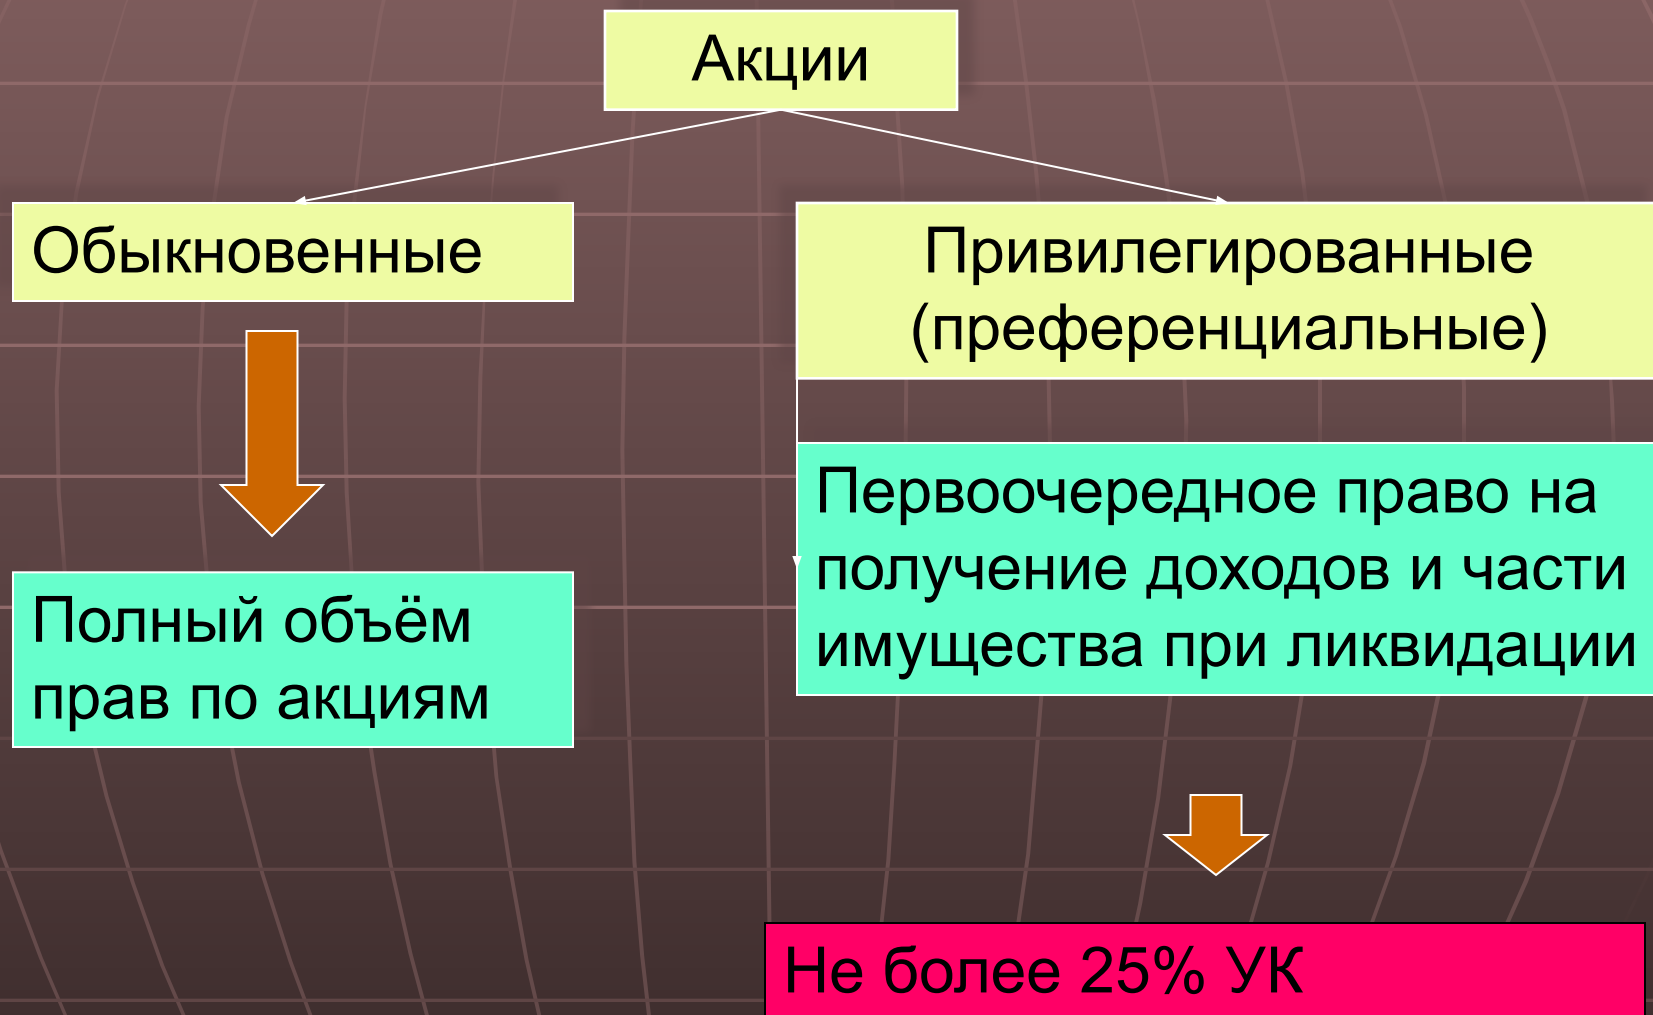 Акции
Обыкновенные
Привилегированные
(преференциальные)
Первоочередное право на
получение доходов и части
имущества при ликвидации
Полный объём
прав по акциям
Не более 25% УК